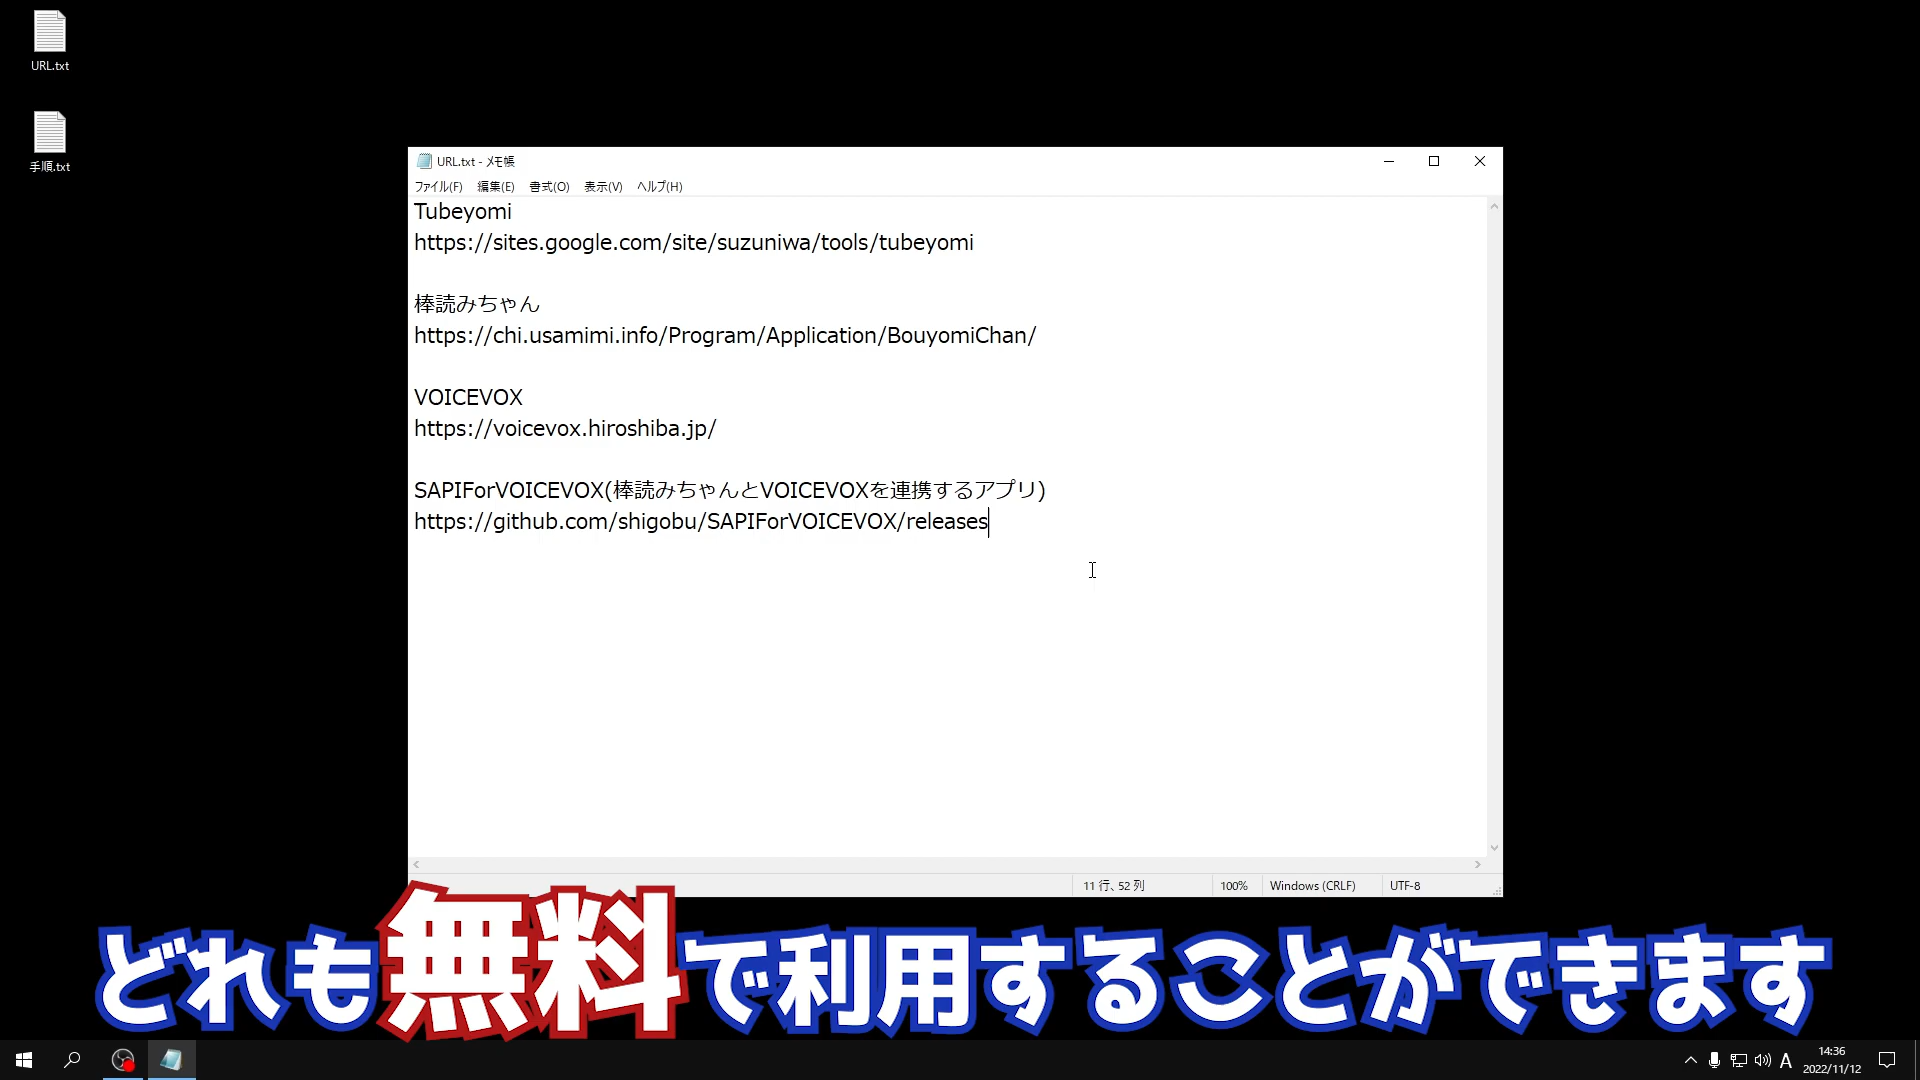 URL.txt
手順.txt
URL.txt - メモ帳
ファイル(F) 編集(E) 書式(O) 表示(V) ヘルプ(H)
Tubeyomi
https://sites.google.com/site/suzuniwa/tools/tubeyomi
棒読みちゃん
https://chi.usamimi.info/Program/Application/BouyomiChan/
VOICEVOX
https://voicevox.hiroshiba.jp/
SAPIForVOICEVOX(棒読みちゃんとVOICEVOXを連携するアプリ)
https://github.com/shigobu/SAPIForVOICEVOX/releases
11 行、52 列 100% Windows (CRLF) UTF-8
どれも無料で利用することができます
A 14:36
2022/11/12